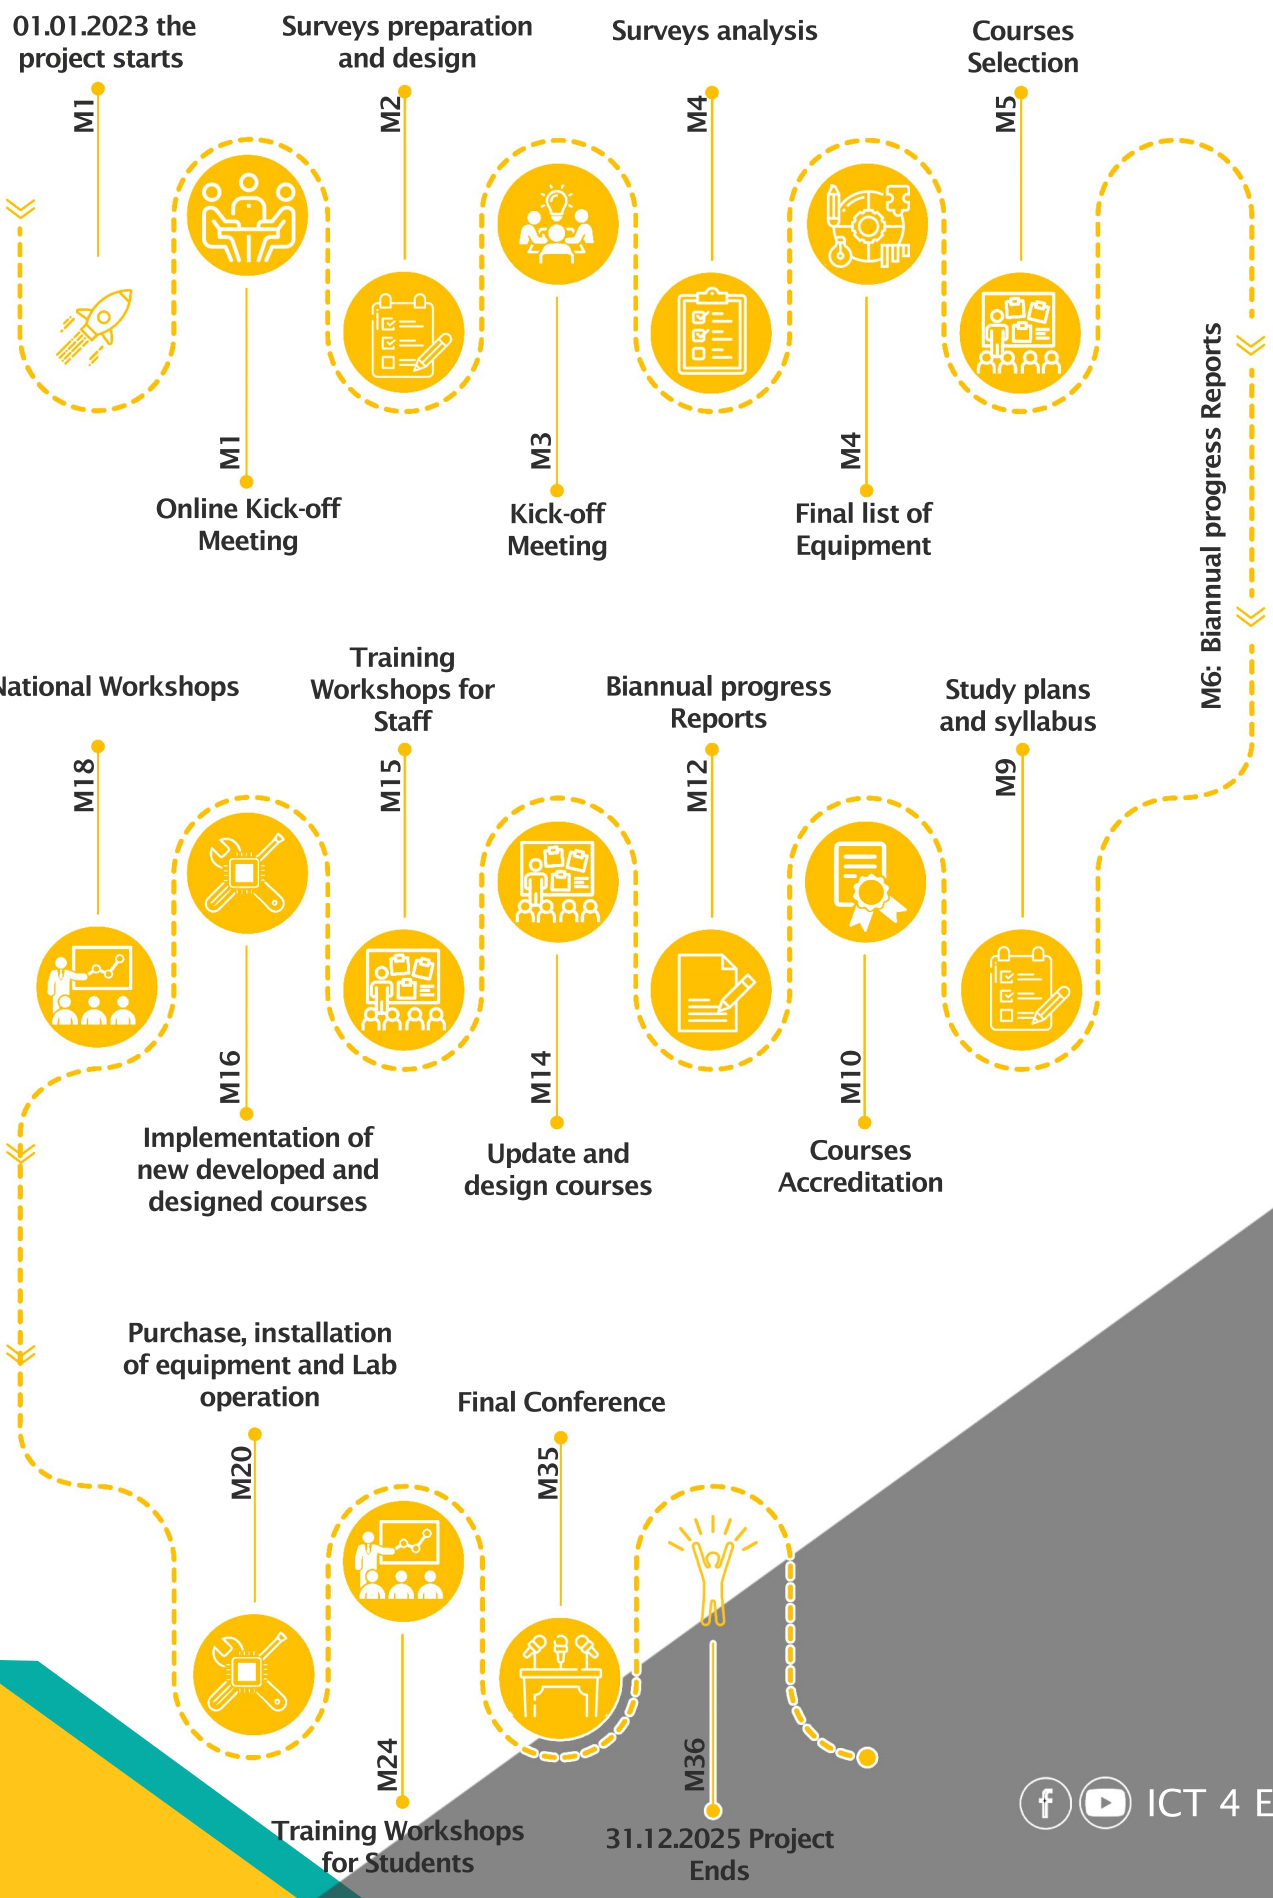 01.01.2023 the
project starts
M1
Online Kick-off
Meeting
M1
Surveys preparation
and design
M2
Kick-off
Meeting
M3
Surveys analysis
M4
Final list of
Equipment
M4
Courses
Selection
M5
M6: Biannual progress Reports
Study plans
and syllabus
M9
Courses
Accreditation
M10
Biannual progress
Reports
M12
Update and
design courses
M14
Training
Workshops for
Staff
M15
Implementation of
new developed and
designed courses
M16
National Workshops
M18
Purchase, installation
of equipment and Lab
operation
M20
Training Workshops
for Students
M24
Final Conference
M35
31.12.2025 Project
Ends
M36
f
ICT 4 E